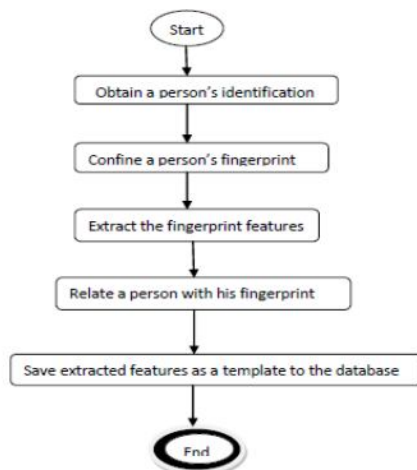 Start
Obtain a person's identification
Confine a person's fingerprint
Extract the fingerprint features
Relate a person with his fingerprint
Save extracted features as a template to the database
End